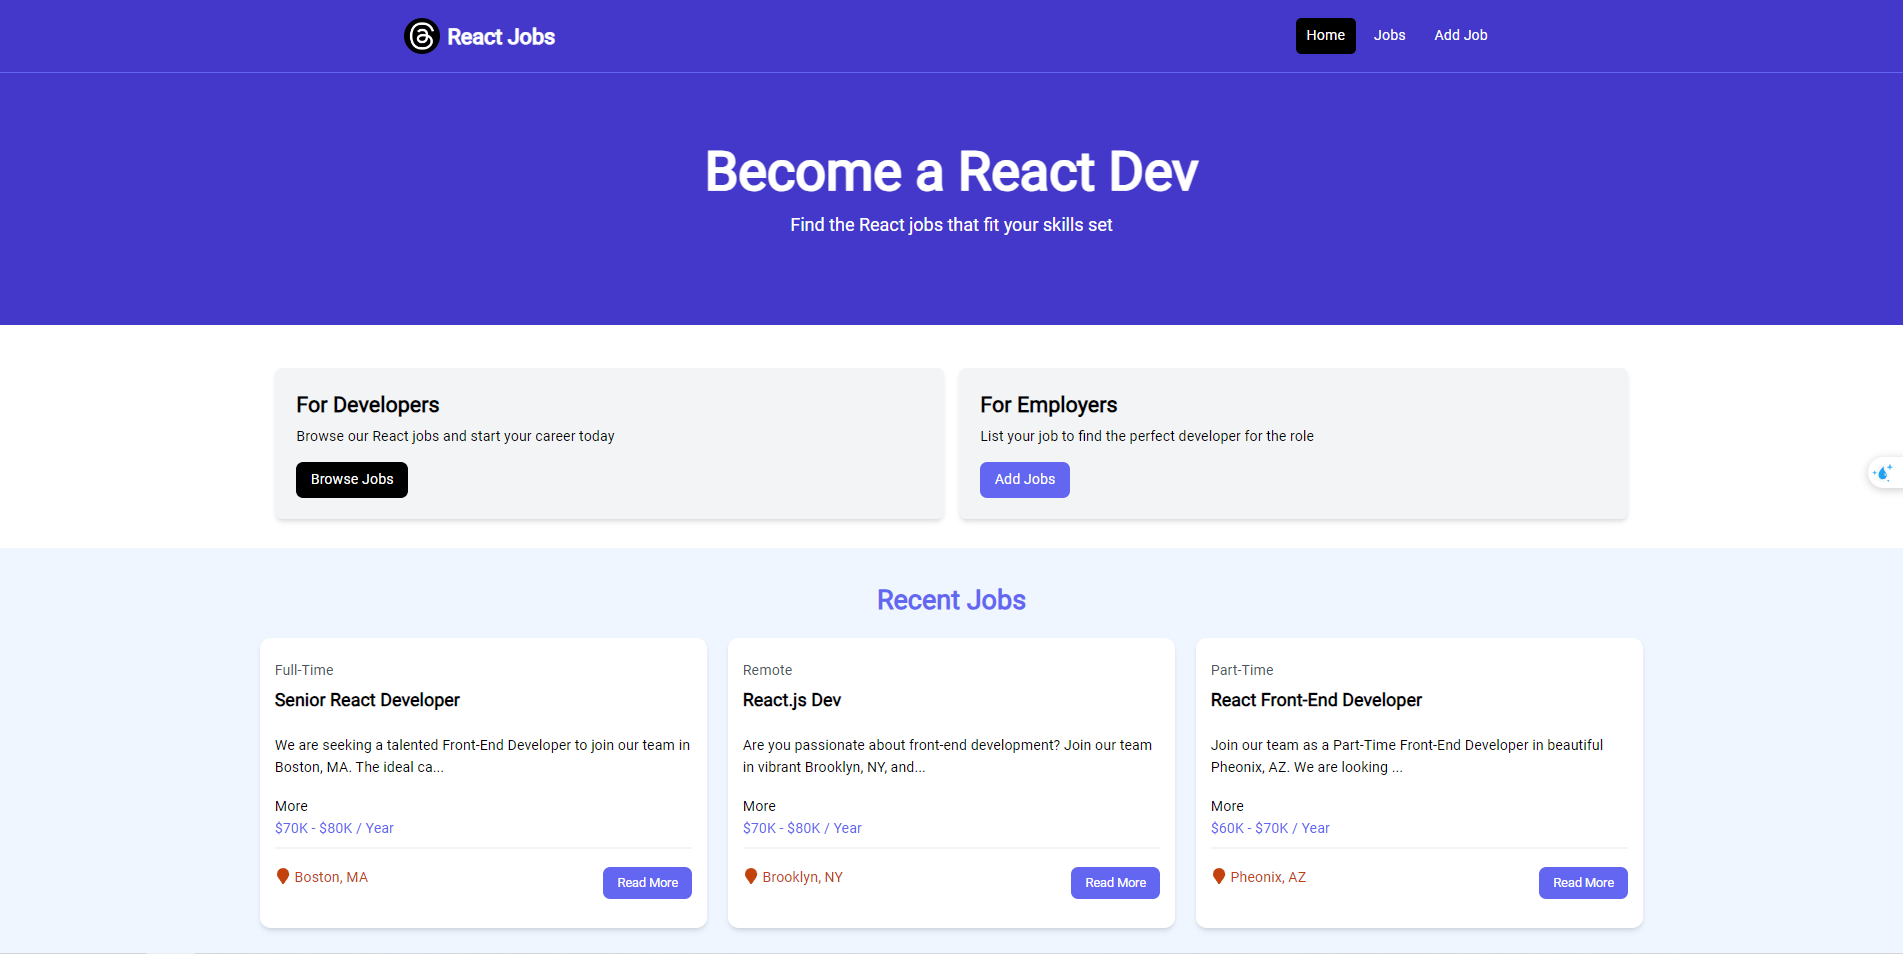 React Jobs
Home Jobs Add Job
Become a React Dev
Find the React jobs that fit your skills set
For Developers
Browse our React jobs and start your career today
Browse Jobs
For Employers
List your job to find the perfect developer for the role
Add Jobs
Recent Jobs
Full-Time
Senior React Developer
We are seeking a talented Front-End Developer to join our team in
Boston, MA. The ideal ca...
More
$70K - $80K / Year
Boston, MA
Read More
Remote
React.js Dev
Are you passionate about front-end development? Join our team
in vibrant Brooklyn, NY, and...
More
$70K - $80K / Year
Brooklyn, NY
Read More
Part-Time
React Front-End Developer
Join our team as a Part-Time Front-End Developer in beautiful
Pheonix, AZ. We are looking ...
More
$60K - $70K / Year
Pheonix, AZ
Read More